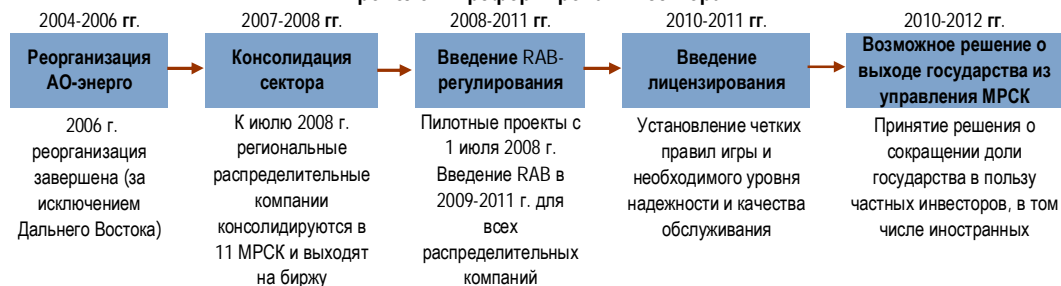 2004-2006 гг.
Реорганизация
АО-энерго
2006 г.
реорганизация
завершена (за
исключением
Дальнего Востока)
2007-2008 гг.
Консолидация
сектора
К июлю 2008 г.
региональные
распределительные
компании
консолидируются в
11 МРСК и выходят
на биржу
2008-2011 гг.
Введение RAB-
регулирования
Пилотные проекты с
1 июля 2008 г.
Введение RAB в
2009-2011 г. для
всех
распределительных
компаний
2010-2011 гг.
Введение
лицензирования
Установление четких
правил игры и
необходимого уровня
надежности и качества
обслуживания
2010-2012 гг.
Возможное решение о
выходе государства из
управления МРСК
Принятие решения о
сокращении доли
государства в пользу
частных инвесторов, в том
числе иностранных